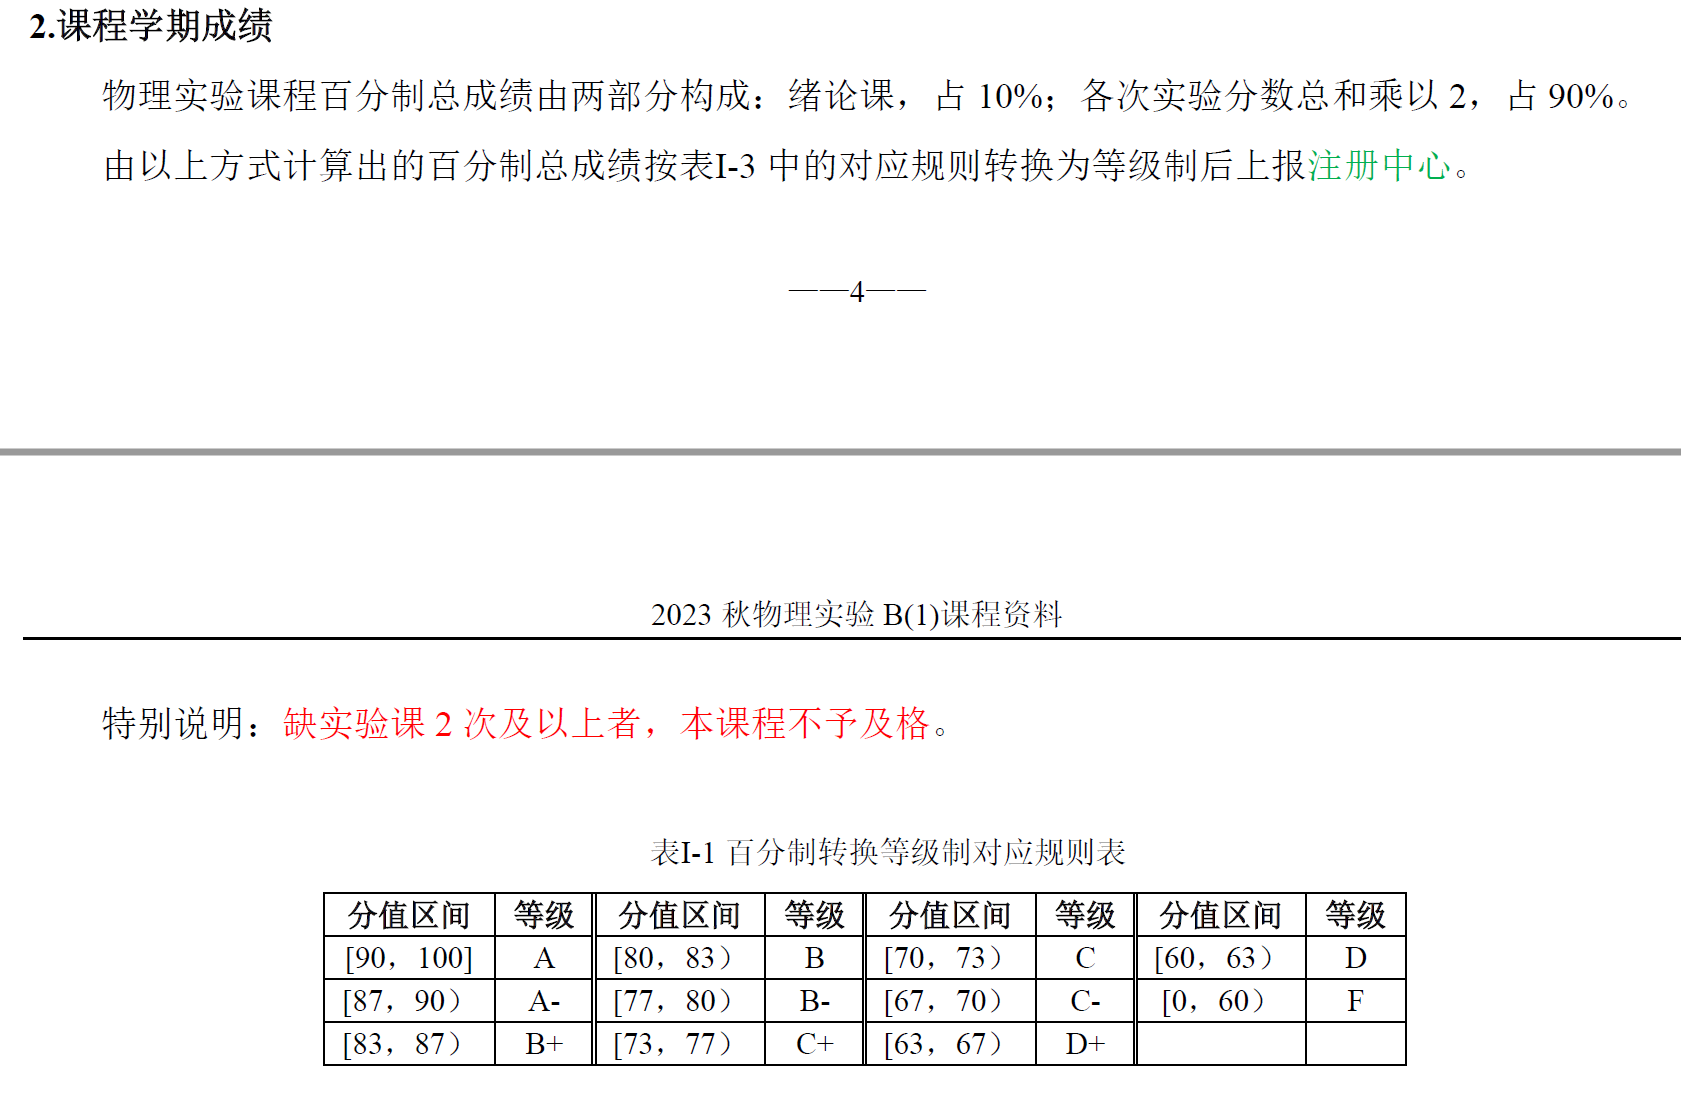 2.课程学期成绩
物理实验课程百分制总成绩由两部分构成：绪论课，占 10%；各次实验分数总和乘以 2，占 90%。
由以上方式计算出的百分制总成绩按表I-3 中的对应规则转换为等级制后上报注册中心。
——4——
2023 秋物理实验 B(1)课程资料
特别说明：缺实验课 2 次及以上者，本课程不予及格。
表I-1 百分制转换等级制对应规则表
分值区间 等级 分值区间 等级 分值区间 等级 分值区间 等级
[90，100] A [80，83） B [70，73） C [60，63） D
[87，90） A- [77，80） B- [67，70） C- [0，60） F
[83，87） B+ [73，77） C+ [63，67） D+